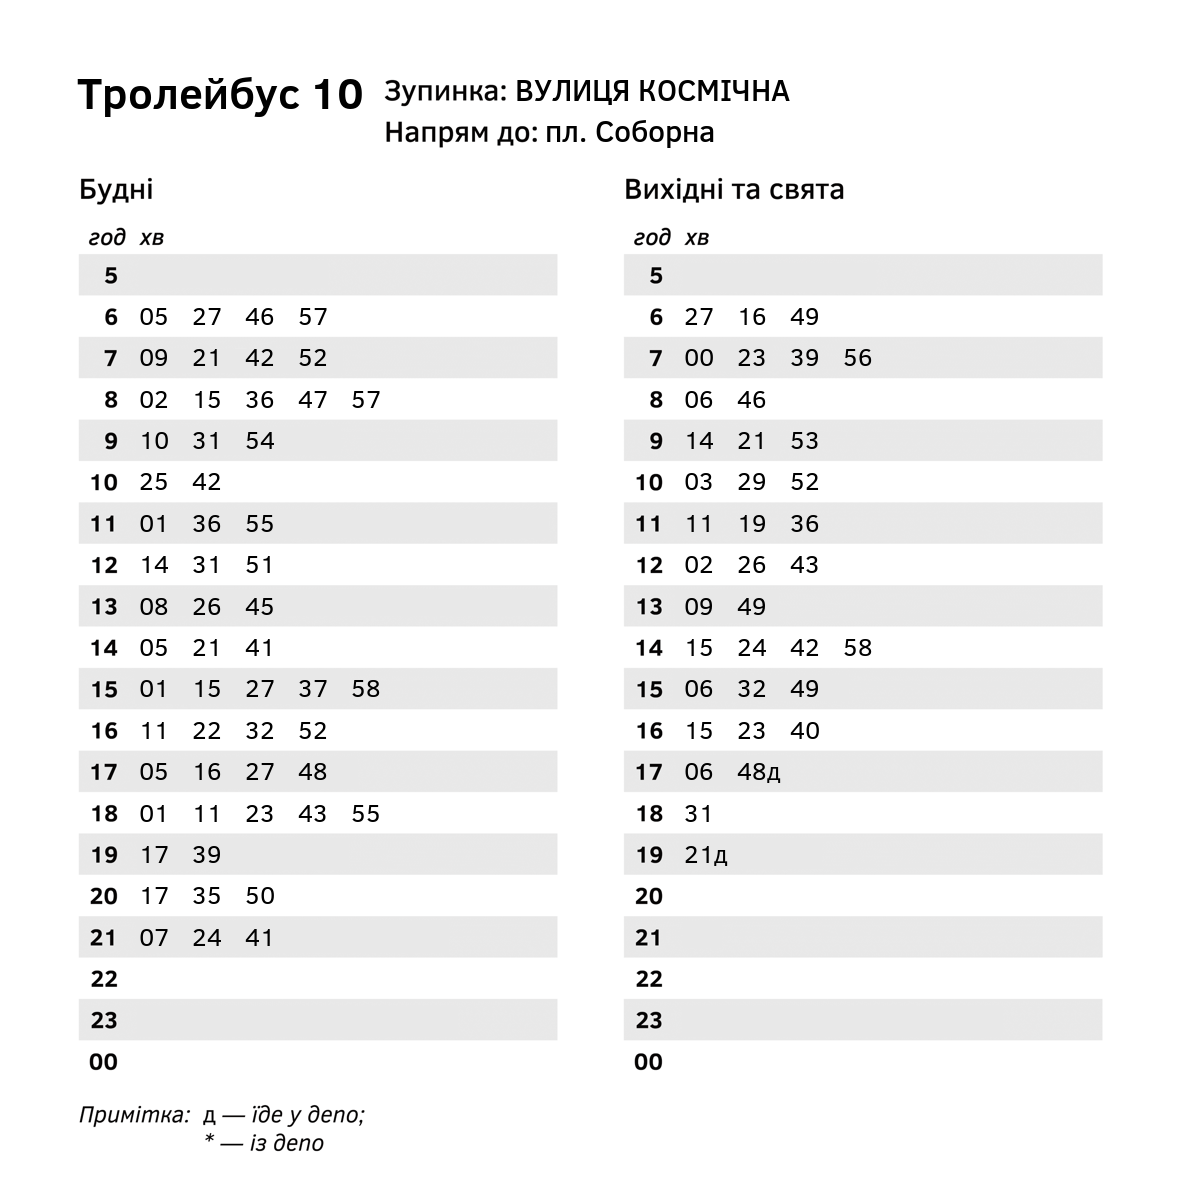 Тролейбус 10
Зупинка: ВУЛИЦЯ КОСМІЧНА
Напрям до: пл. Соборна
Будні
год хв
5
6 05 27 46 57
7 09 21 42 52
8 02 15 36 47 57
9 10 31 54
10 25 42
11 01 36 55
12 14 31 51
13 08 26 45
14 05 21 41
15 01 15 27 37 58
16 11 22 32 52
17 05 16 27 48
18 01 11 23 43 55
19 17 39
20 17 35 50
21 07 24 41
22
23
00
Вихідні та свята
год хв
5
6 27 16 49
7 00 23 39 56
8 06 46
9 14 21 53
10 03 29 52
11 11 19 36
12 02 26 43
13 09 49
14 15 24 42 58
15 06 32 49
16 15 23 40
17 06 48д
18 31
19 21д
20
21
22
23
00
Примітка: д — їде у депо;
* — із депо